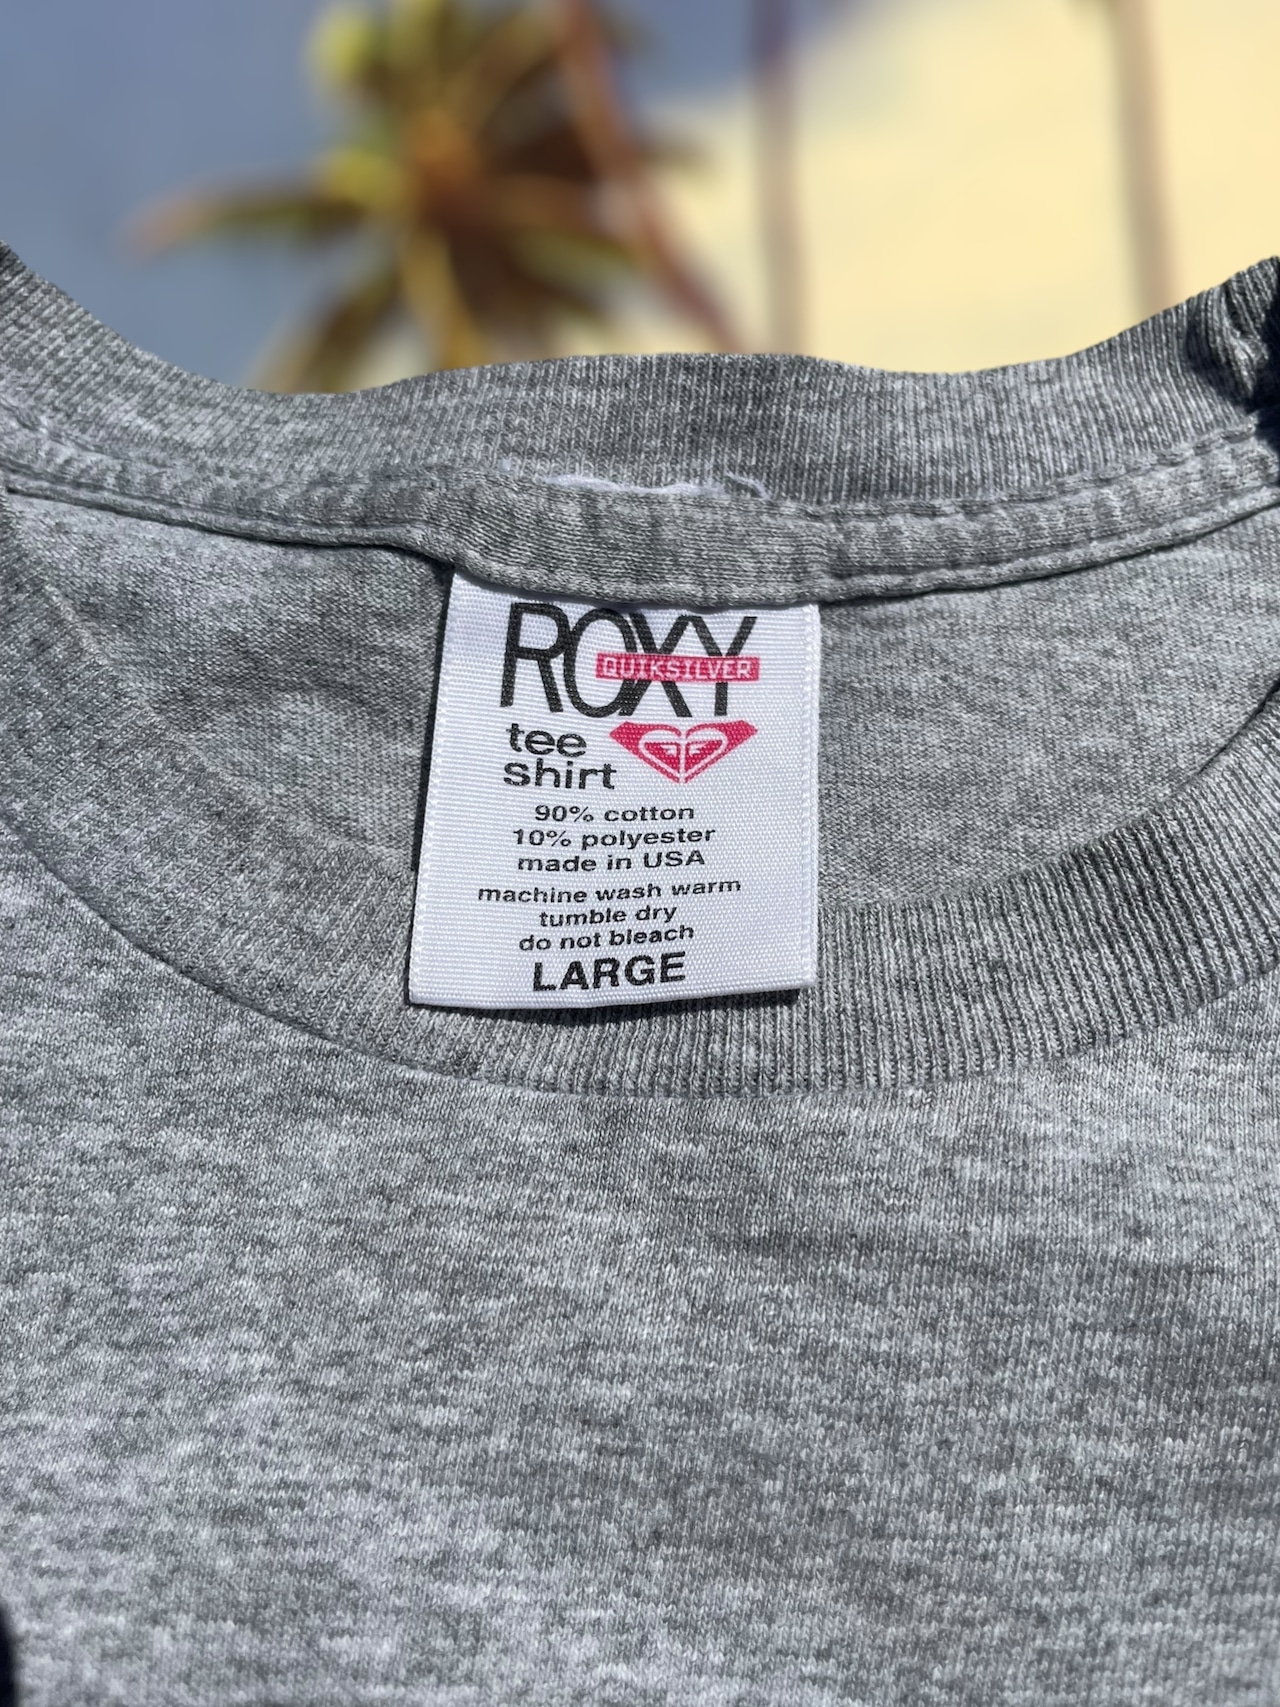 ROXY
QUIKSILVER
tee
shirt
90% cotton
10% polyester
made in USA
machine wash warm
tumble dry
do not bleach
LARGE